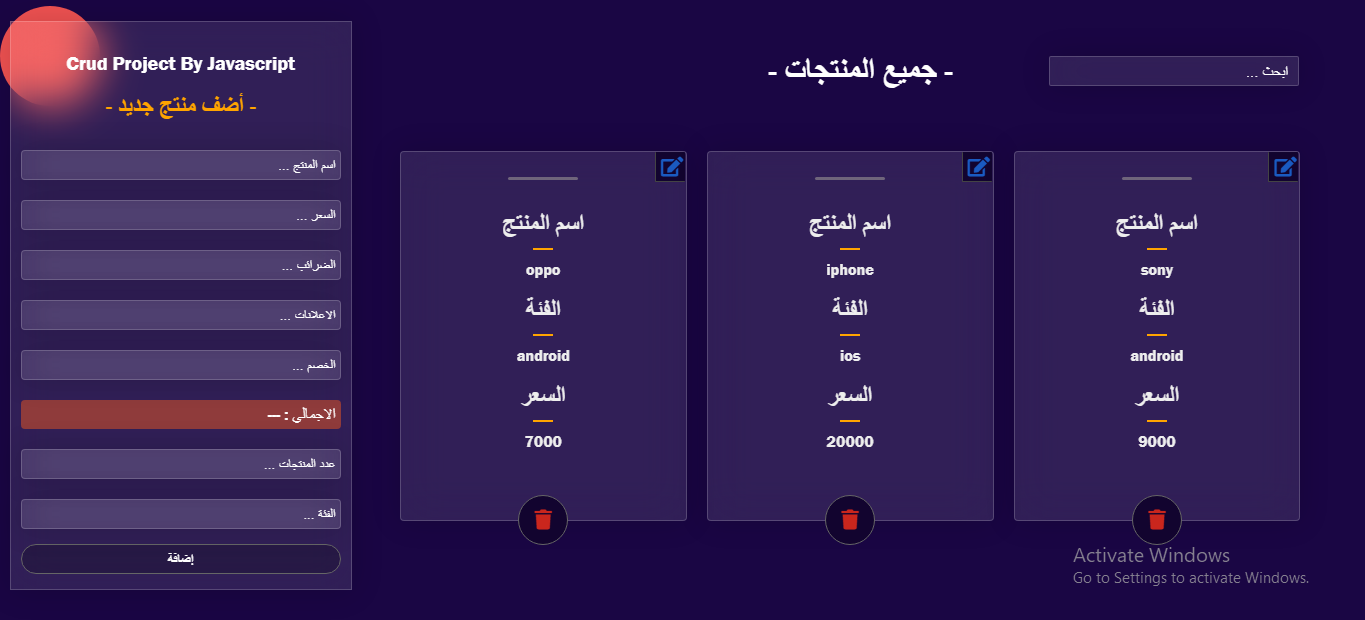 Crud Project By Javascript
- أضف منتج جديد -
اسم المنتج ...
السعر ...
الضرائب ...
الاعلانات ...
الخصم ...
الاجمالي : —
عدد المنتجات ...
الفئة ...
إضافة
- جميع المنتجات -
ابحث ...
اسم المنتج
oppo
الفئة
android
السعر
7000
اسم المنتج
iphone
الفئة
ios
السعر
20000
اسم المنتج
sony
الفئة
android
السعر
9000
Activate Windows
Go to Settings to activate Windows.